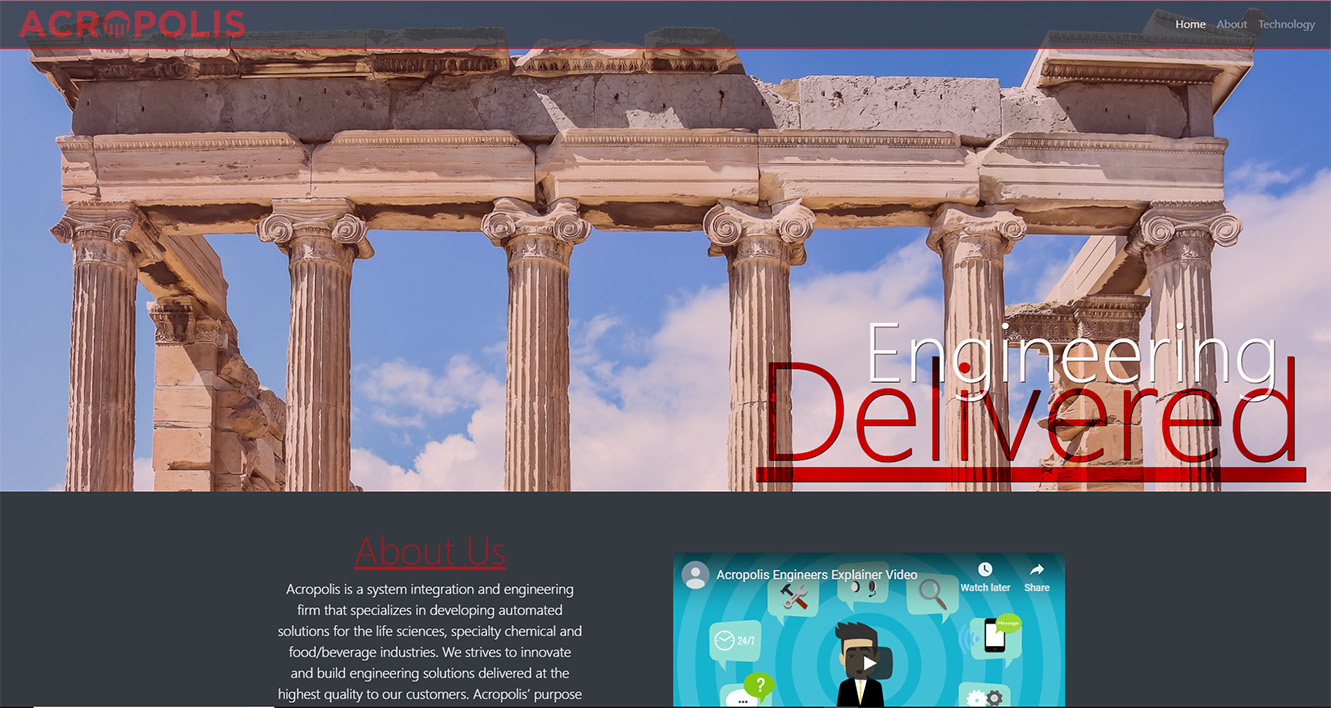 ACROPOLIS
Home About Technology
Engineering
Delivered
About Us
Acropolis is a system integration and engineering
firm that specializes in developing automated
solutions for the life sciences, specialty chemical and
food/beverage industries. We strives to innovate
and build engineering solutions delivered at the
highest quality to our customers. Acropolis’ purpose
Acropolis Engineers Explainer Video
Watch later Share
24/7
Message
?
...